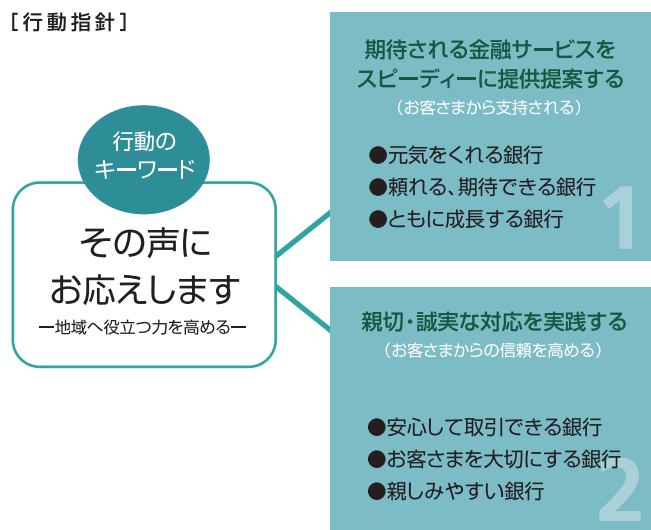 [行動指針]
行動の
キーワード
その声に
お応えします
ー地域へ役立つ力を高めるー
期待される金融サービスを
スピーディーに提供提案する
（お客さまから支持される）
●元気をくれる銀行
●頼れる、期待できる銀行
●ともに成長する銀行
1
親切・誠実な対応を実践する
（お客さまからの信頼を高める）
●安心して取引できる銀行
●お客さまを大切にする銀行
●親しみやすい銀行
2